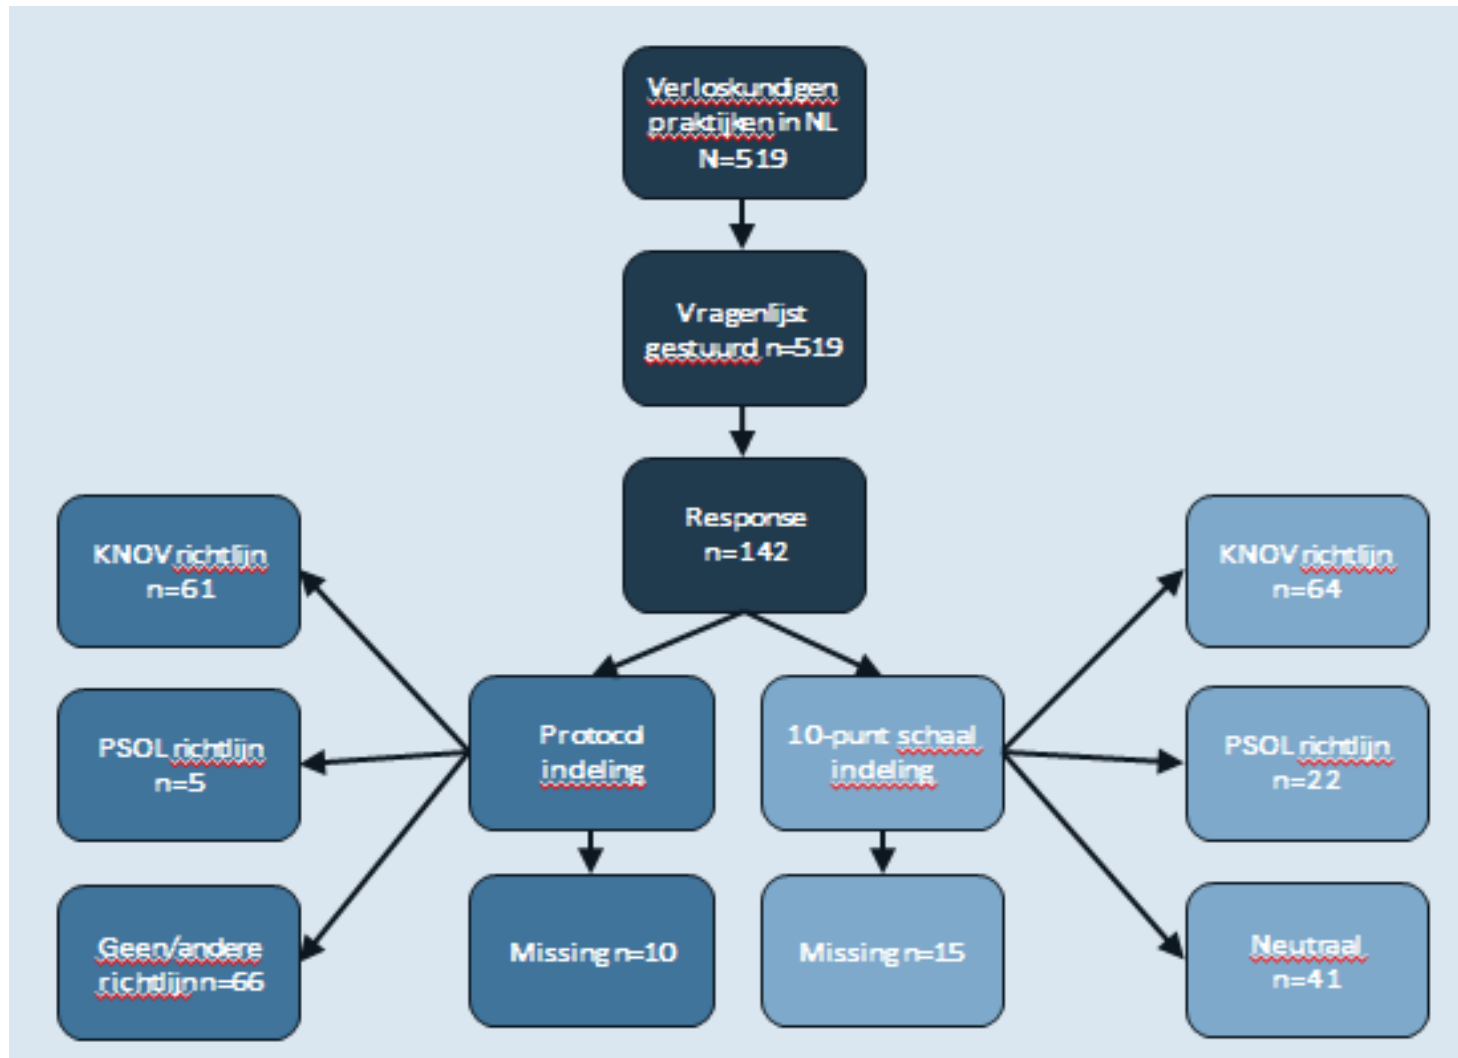 Verloskundigen
praktijken in NL
N=519
Vragenlijst
gestuurd n=519
Response
n=142
KNOV richtlijn
n=61
PSOL richtlijn
n=5
Geen/andere
richtlijn n=66
Protocol
indeling
Missing n=10
10-punt schaal
indeling
Missing n=15
KNOV richtlijn
n=64
PSOL richtlijn
n=22
Neutraal
n=41